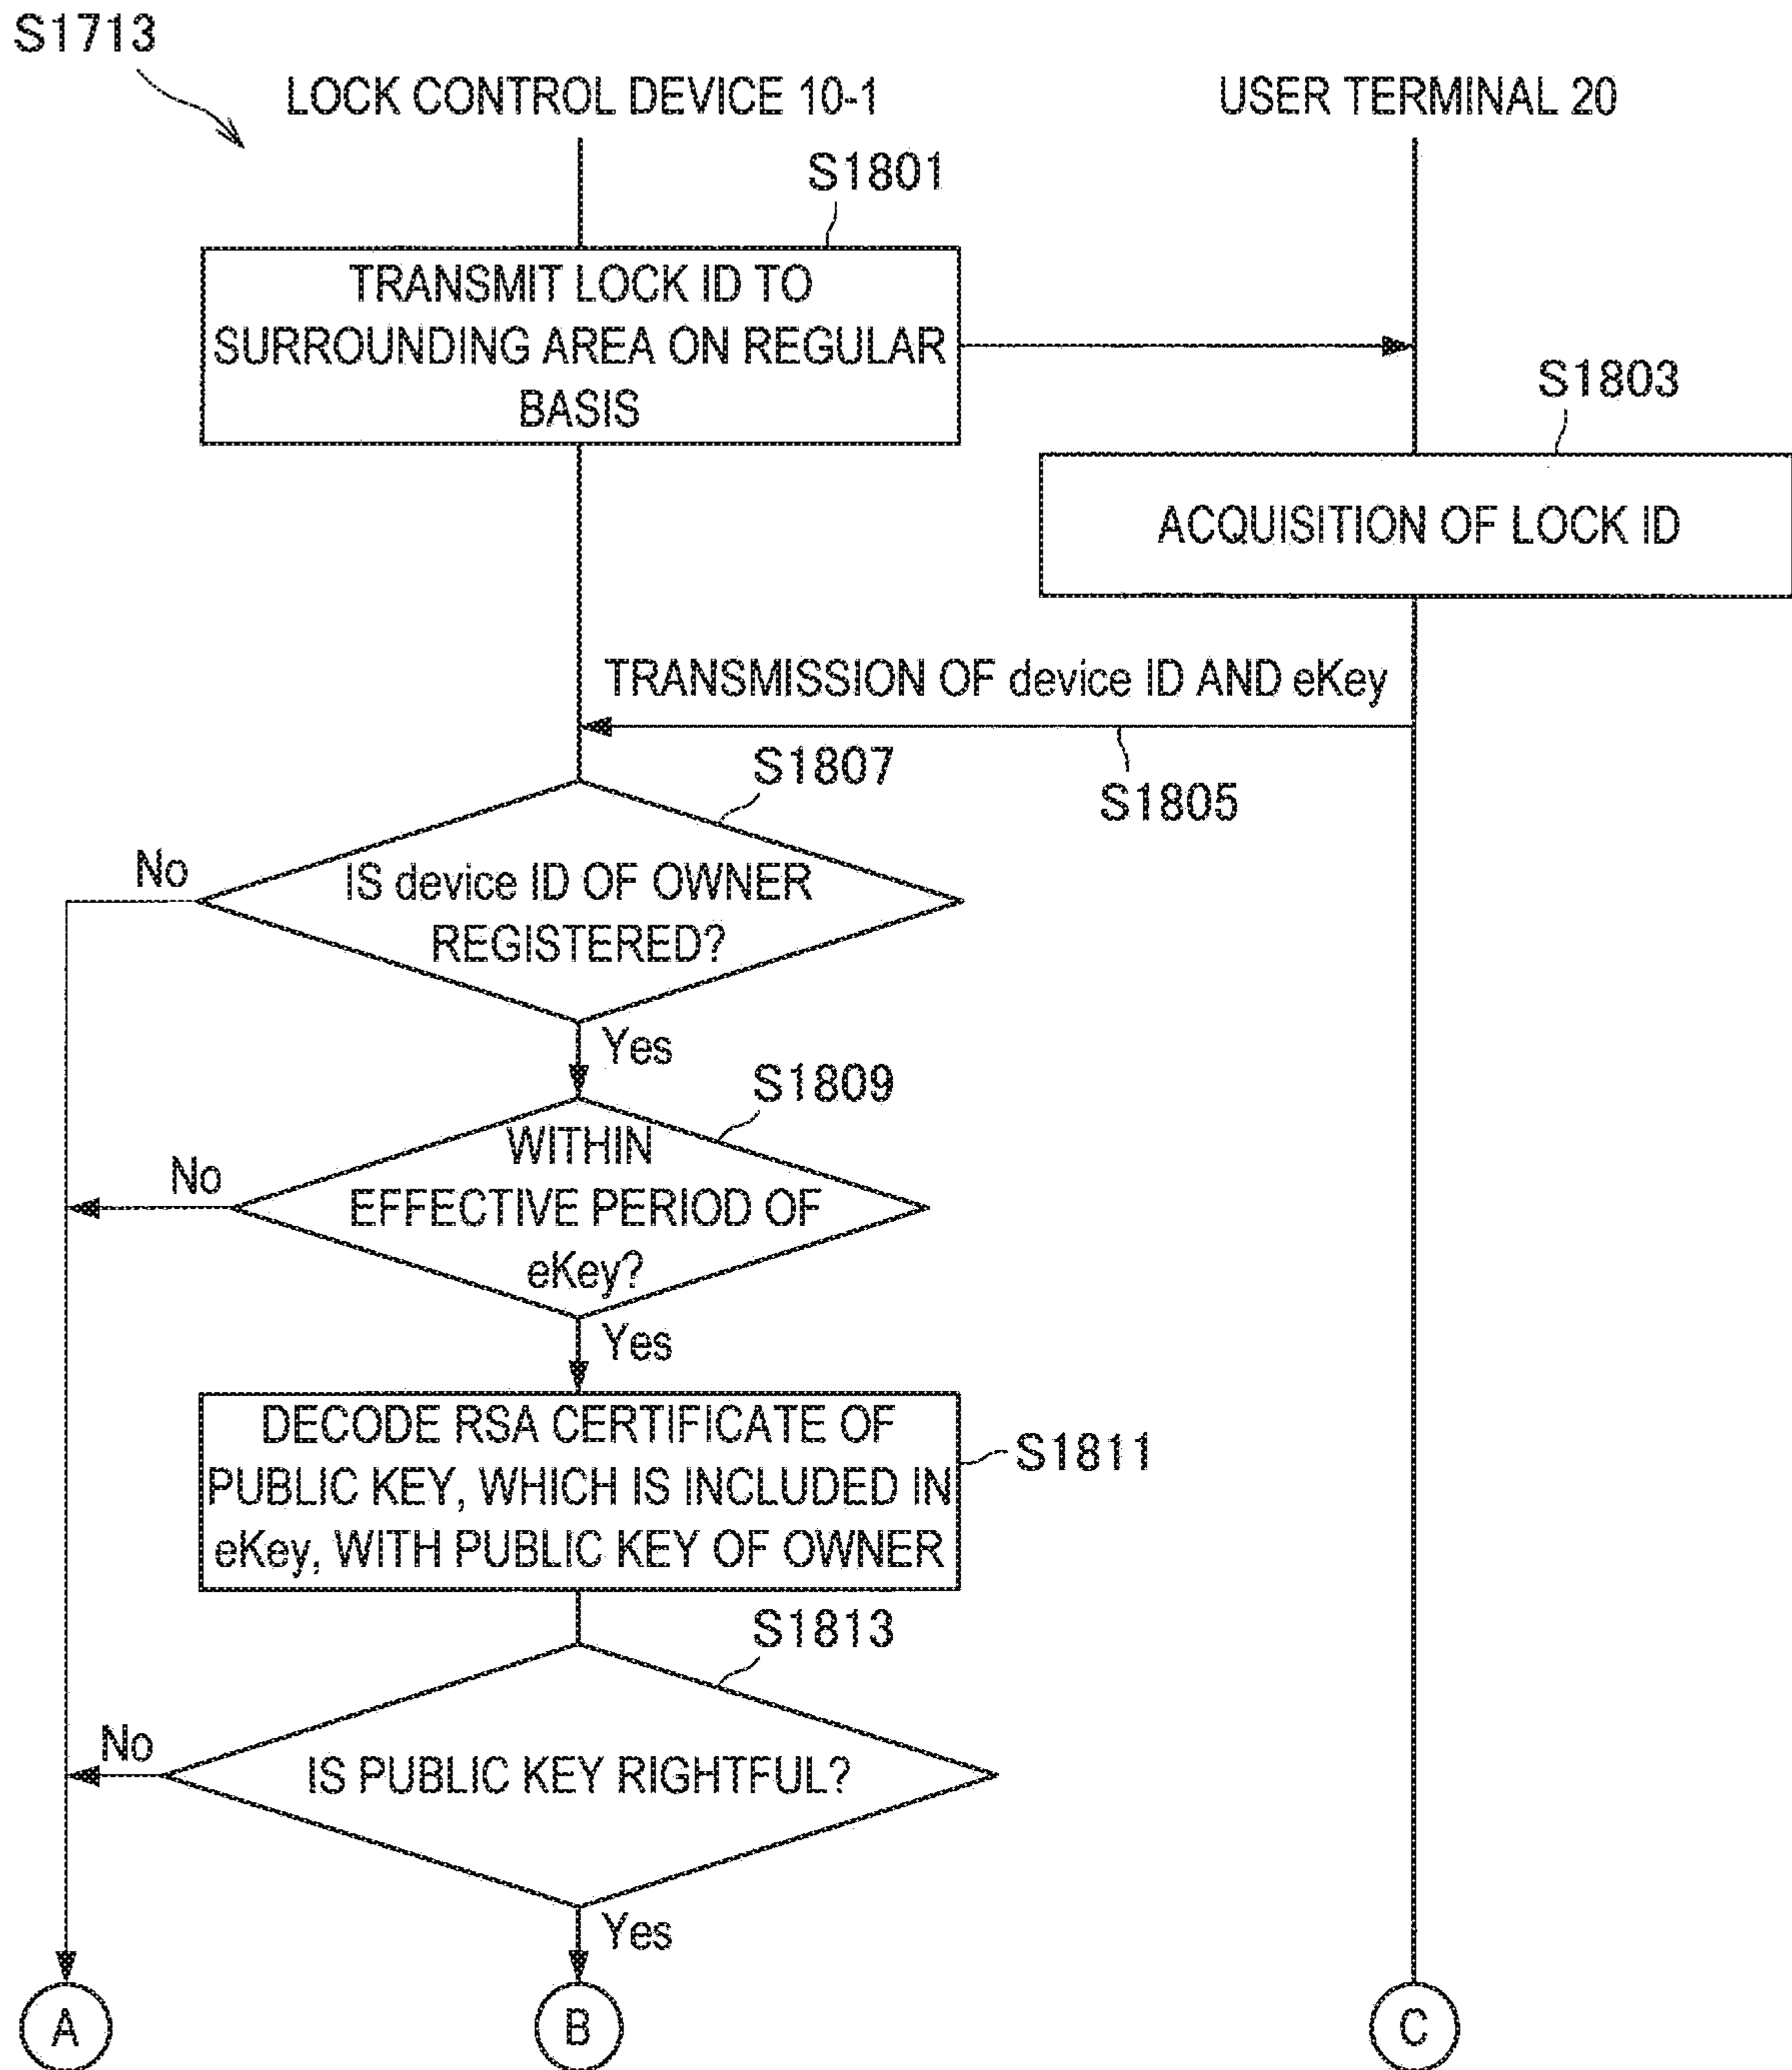 S1713
LOCK CONTROL DEVICE 10-1
USER TERMINAL 20
S1801
TRANSMIT LOCK ID TO
SURROUNDING AREA ON REGULAR
BASIS
S1803
ACQUISITION OF LOCK ID
TRANSMISSION OF device ID AND eKey
S1805
S1807
IS device ID OF OWNER
REGISTERED?
No
Yes
S1809
WITHIN
EFFECTIVE PERIOD OF
eKey?
No
Yes
DECODE RSA CERTIFICATE OF
PUBLIC KEY, WHICH IS INCLUDED IN
eKey, WITH PUBLIC KEY OF OWNER
S1811
S1813
IS PUBLIC KEY RIGHTFUL?
No
Yes
A
B
C